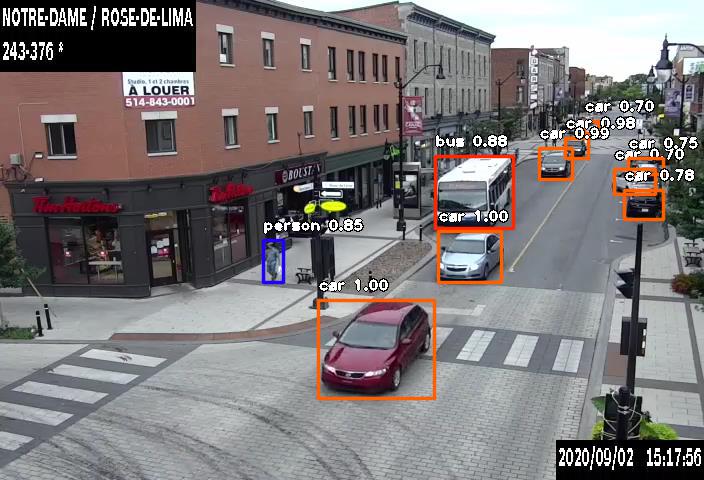 NOTRE-DAME / ROSE-DE-LIMA
243-376 *
Studio, 1 et 2 chambres
À LOUER
514-843-0001
car 0.70
car 0.98
car 0.99
car 0.75
car 0.70
car 0.78
bus 0.88
BOUSTAN
Tim Hortons
Tim Hortons
car 1.00
person 0.85
car 1.00
2020/09/02 15:17:56